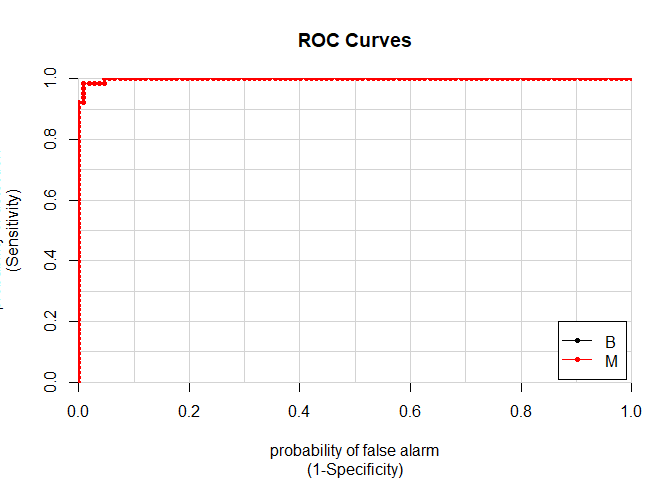 ROC Curves
(Sensitivity)
1.0
0.8
0.6
0.4
0.2
0.0
B
M
0.0 0.2 0.4 0.6 0.8 1.0
probability of false alarm
(1-Specificity)